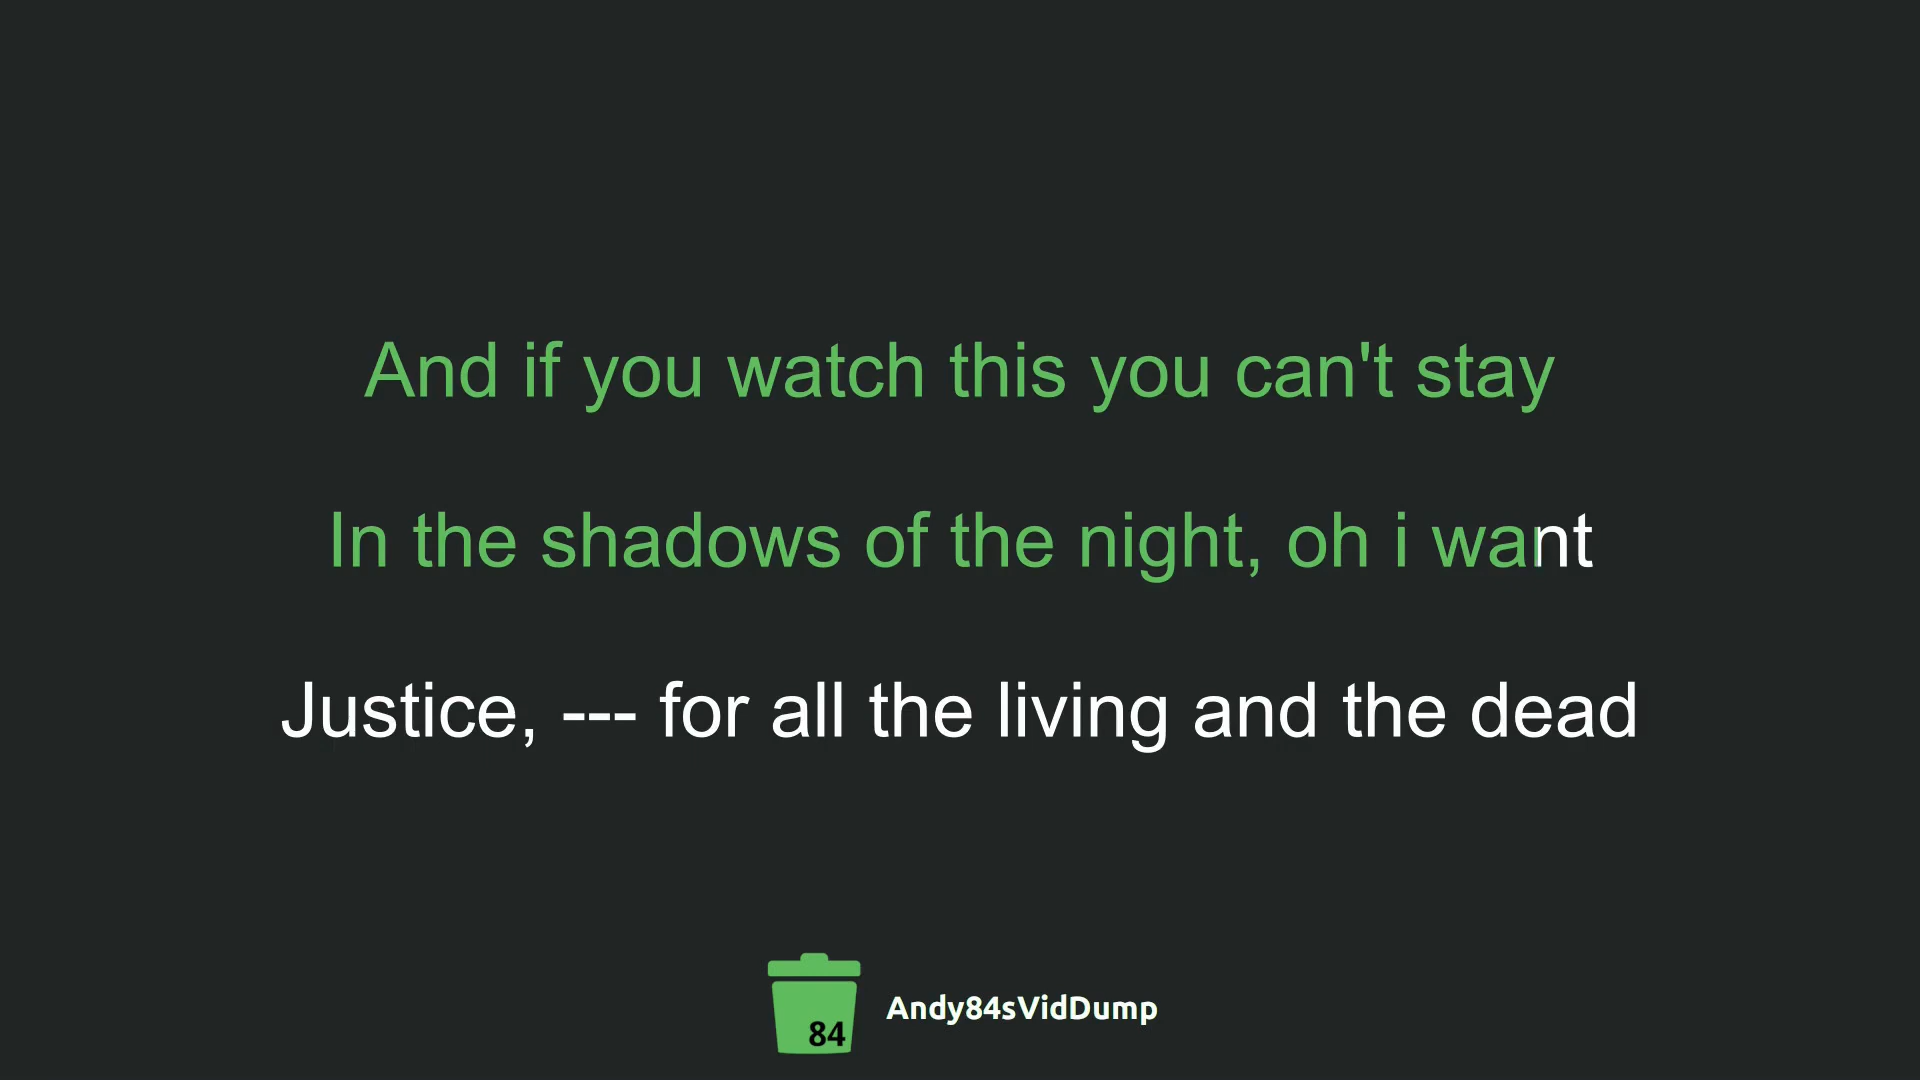 And if you watch this you can't stay
In the shadows of the night, oh i want
Justice, --- for all the living and the dead
84
Andy84sVidDump